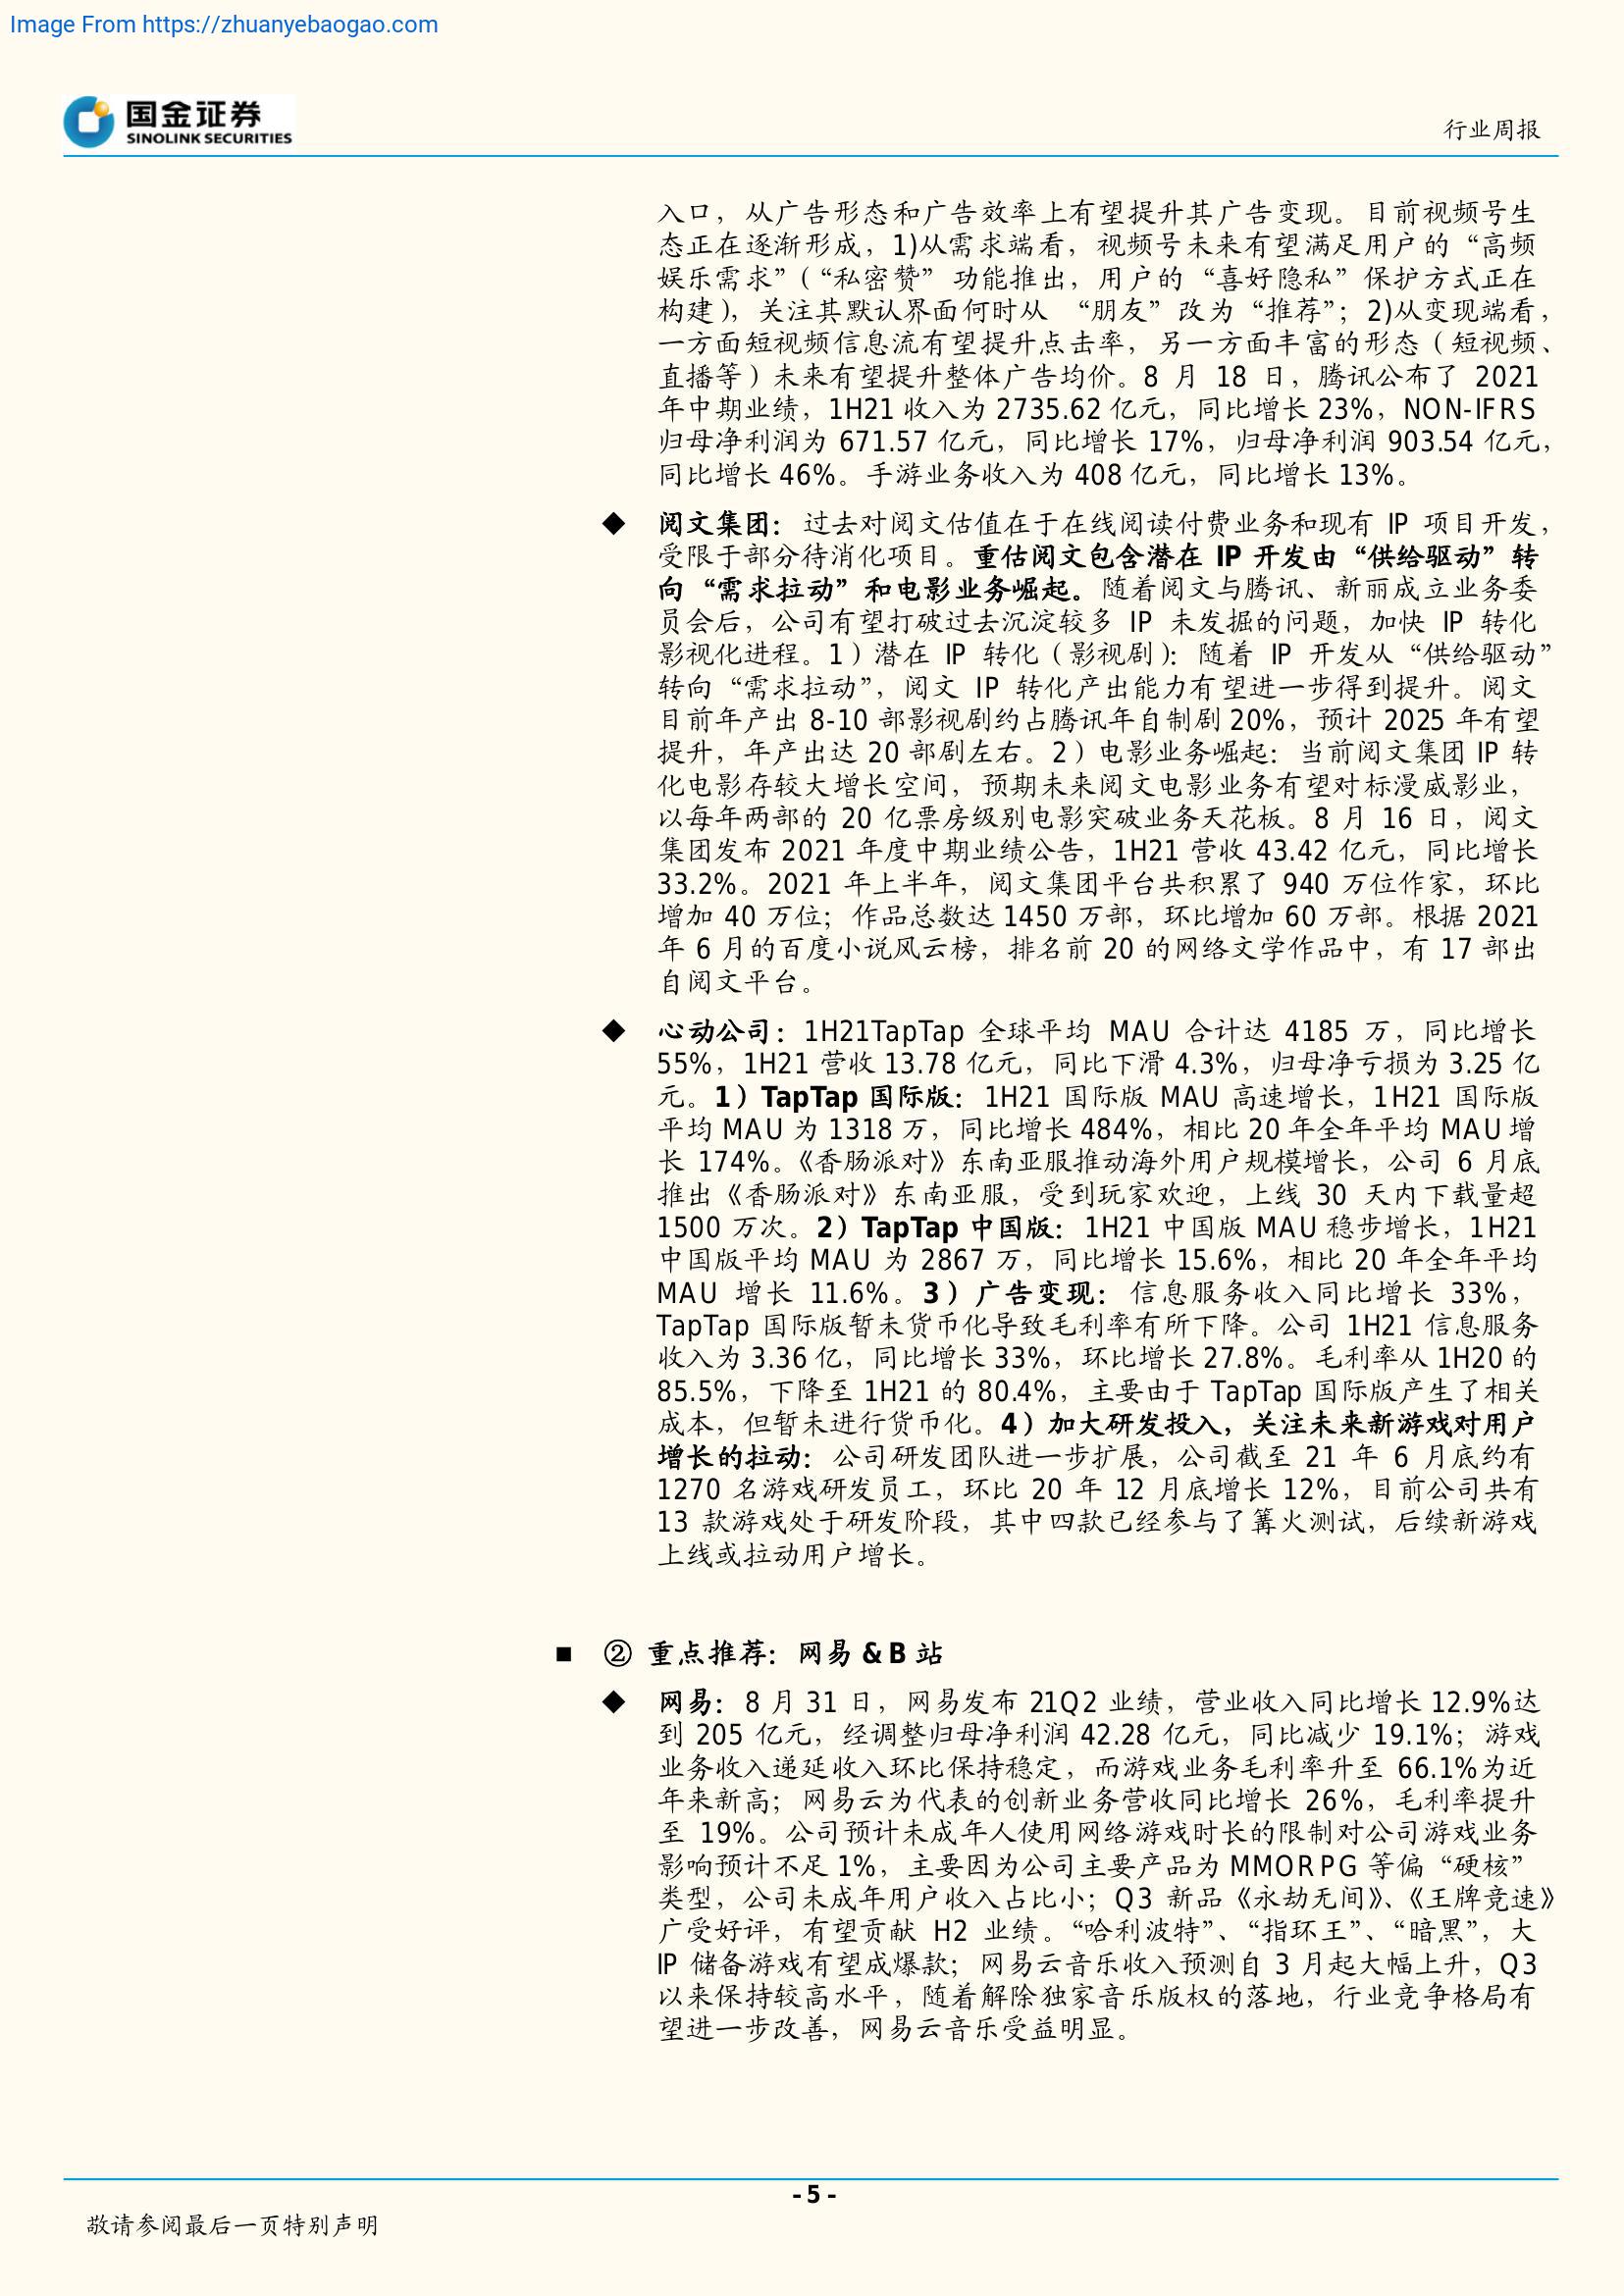 Image From https://zhuanyebaogao.com
国金证券
SINOLINK SECURITIES
行业周报
入口，从广告形态和广告效率上有望提升其广告变现。目前视频号生
态正在逐渐形成，1)从需求端看，视频号未来有望满足用户的“高频
娱乐需求”（“私密赞”功能推出，用户的“喜好隐私”保护方式正在
构建），关注其默认界面何时从 “朋友”改为“推荐”；2)从变现端看，
一方面短视频信息流有望提升点击率，另一方面丰富的形态（短视频、
直播等）未来有望提升整体广告均价。8 月 18 日，腾讯公布了 2021
年中期业绩，1H21 收入为 2735.62 亿元，同比增长 23%，NON-IFRS
归母净利润为 671.57 亿元，同比增长 17%，归母净利润 903.54 亿元，
同比增长 46%。手游业务收入为 408 亿元，同比增长 13%。
◆ 阅文集团：过去对阅文估值在于在线阅读付费业务和现有 IP 项目开发，
受限于部分待消化项目。重估阅文包含潜在 IP 开发由“供给驱动”转
向“需求拉动”和电影业务崛起。随着阅文与腾讯、新丽成立业务委
员会后，公司有望打破过去沉淀较多 IP 未发掘的问题，加快 IP 转化
影视化进程。1）潜在 IP 转化（影视剧）：随着 IP 开发从“供给驱动”
转向“需求拉动”，阅文 IP 转化产出能力有望进一步得到提升。阅文
目前年产出 8-10 部影视剧约占腾讯年自制剧 20%，预计 2025 年有望
提升，年产出达 20 部剧左右。2）电影业务崛起：当前阅文集团 IP 转
化电影存较大增长空间，预期未来阅文电影业务有望对标漫威影业，
以每年两部的 20 亿票房级别电影突破业务天花板。8 月 16 日，阅文
集团发布 2021 年度中期业绩公告，1H21 营收 43.42 亿元，同比增长
33.2%。2021 年上半年，阅文集团平台共积累了 940 万位作家，环比
增加 40 万位；作品总数达 1450 万部，环比增加 60 万部。根据 2021
年 6 月的百度小说风云榜，排名前 20 的网络文学作品中，有 17 部出
自阅文平台。
◆ 心动公司：1H21TapTap 全球平均 MAU 合计达 4185 万，同比增长
55%，1H21 营收 13.78 亿元，同比下滑 4.3%，归母净亏损为 3.25 亿
元。1）TapTap 国际版：1H21 国际版 MAU 高速增长，1H21 国际版
平均 MAU 为 1318 万，同比增长 484%，相比 20 年全年平均 MAU 增
长 174%。《香肠派对》东南亚服推动海外用户规模增长，公司 6 月底
推出《香肠派对》东南亚服，受到玩家欢迎，上线 30 天内下载量超
1500 万次。2）TapTap 中国版：1H21 中国版 MAU 稳步增长，1H21
中国版平均 MAU 为 2867 万，同比增长 15.6%，相比 20 年全年平均
MAU 增长 11.6%。3）广告变现：信息服务收入同比增长 33%，
TapTap 国际版暂未货币化导致毛利率有所下降。公司 1H21 信息服务
收入为 3.36 亿，同比增长 33%，环比增长 27.8%。毛利率从 1H20 的
85.5%，下降至 1H21 的 80.4%，主要由于 TapTap 国际版产生了相关
成本，但暂未进行货币化。4）加大研发投入，关注未来新游戏对用户
增长的拉动：公司研发团队进一步扩展，公司截至 21 年 6 月底约有
1270 名游戏研发员工，环比 20 年 12 月底增长 12%，目前公司共有
13 款游戏处于研发阶段，其中四款已经参与了篝火测试，后续新游戏
上线或拉动用户增长。
■ ② 重点推荐：网易 & B 站
◆ 网易：8 月 31 日，网易发布 21Q2 业绩，营业收入同比增长 12.9%达
到 205 亿元，经调整归母净利润 42.28 亿元，同比减少 19.1%；游戏
业务收入递延收入环比保持稳定，而游戏业务毛利率升至 66.1%为近
年来新高；网易云为代表的创新业务营收同比增长 26%，毛利率提升
至 19%。公司预计未成年人使用网络游戏时长的限制对公司游戏业务
影响预计不足 1%，主要因为公司主要产品为 MMORPG 等偏“硬核”
类型，公司未成年用户收入占比小；Q3 新品《永劫无间》、《王牌竞速》
广受好评，有望贡献 H2 业绩。“哈利波特”、“指环王”、“暗黑”，大
IP 储备游戏有望成爆款；网易云音乐收入预测自 3 月起大幅上升，Q3
以来保持较高水平，随着解除独家音乐版权的落地，行业竞争格局有
望进一步改善，网易云音乐受益明显。
- 5 -
敬请参阅最后一页特别声明